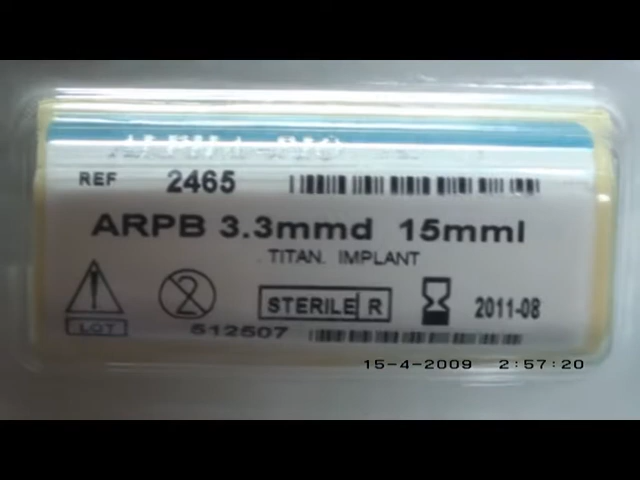 REF 2465
ARPB 3.3mmd 15mml
TITAN. IMPLANT
2 STERILE R 2011-08
LOT 512507
15-4-2009 2:57:20